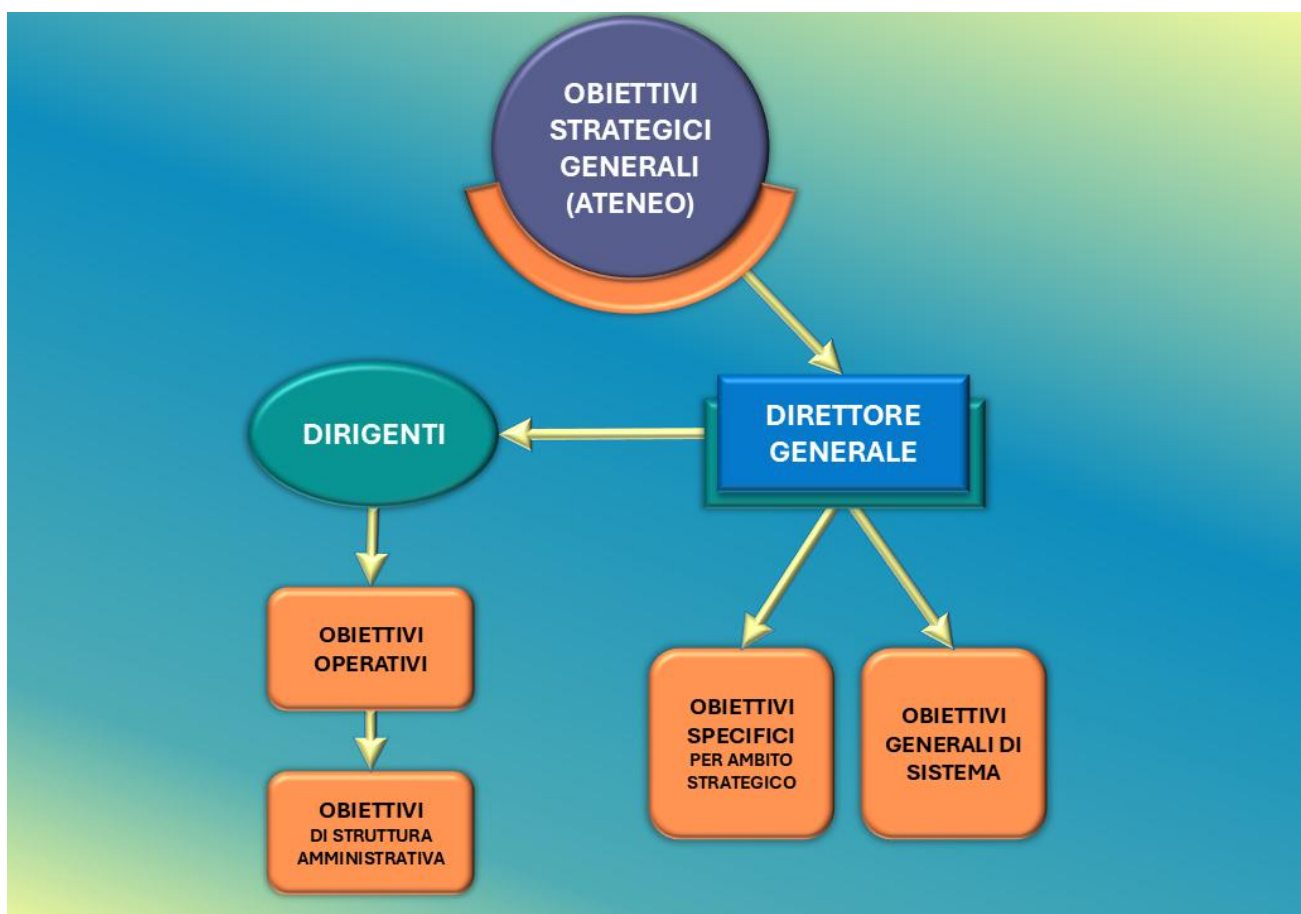 OBIETTIVI
STRATEGICI
GENERALI
(ATENEO)
DIRIGENTI
DIRETTORE
GENERALE
OBIETTIVI
OPERATIVI
OBIETTIVI
DI STRUTTURA
AMMINISTRATIVA
OBIETTIVI
SPECIFICI
PER AMBITO
STRATEGICO
OBIETTIVI
GENERALI DI
SISTEMA